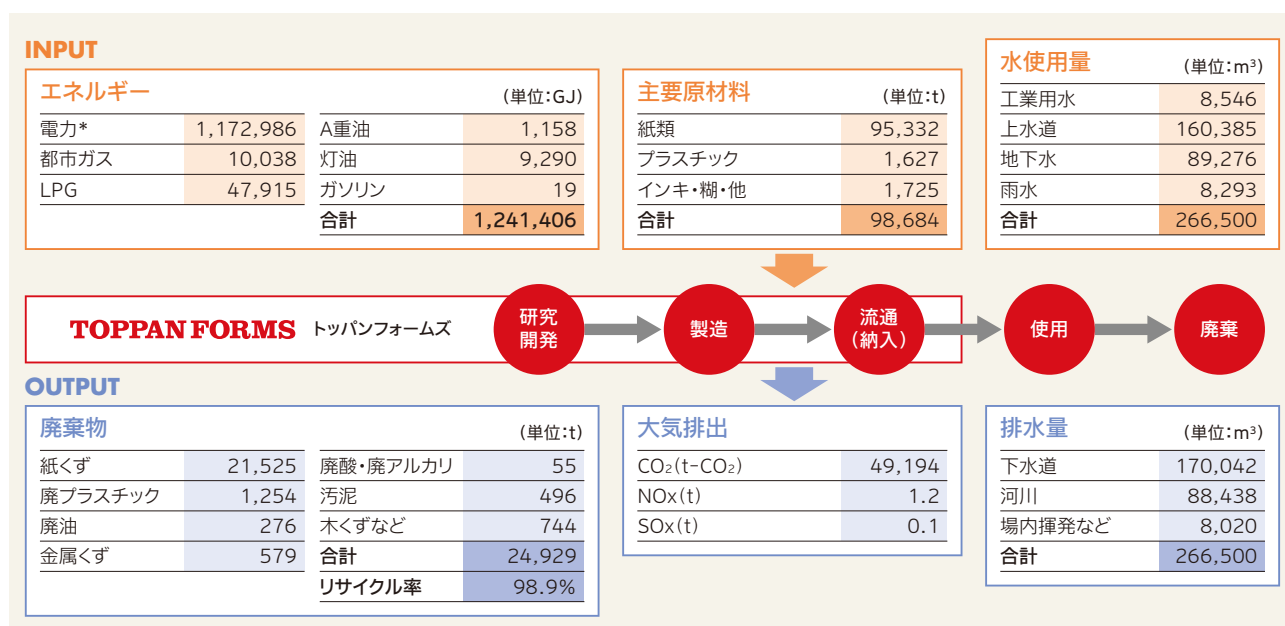 INPUT
エネルギー (単位:GJ)
電力* 1,172,986 A重油 1,158
都市ガス 10,038 灯油 9,290
LPG 47,915 ガソリン 19
合計 1,241,406
主要原材料 (単位:t)
紙類 95,332
プラスチック 1,627
インキ・糊・他 1,725
合計 98,684
水使用量 (単位:m³)
工業用水 8,546
上水道 160,385
地下水 89,276
雨水 8,293
合計 266,500
TOPPAN FORMS トッパンフォームズ
研究
開発
製造
流通
(納入)
使用
廃棄
OUTPUT
廃棄物 (単位:t)
紙くず 21,525 廃酸・廃アルカリ 55
廃プラスチック 1,254 汚泥 496
廃油 276 木くずなど 744
金属くず 579 合計 24,929
リサイクル率 98.9%
大気排出
CO₂(t-CO₂) 49,194
NOx(t) 1.2
SOx(t) 0.1
排水量 (単位:m³)
下水道 170,042
河川 88,438
場内揮発など 8,020
合計 266,500